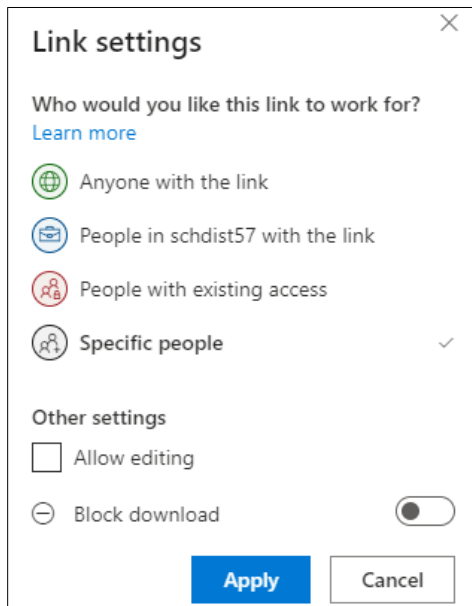 Link settings
Who would you like this link to work for?
Learn more
Anyone with the link
People in schdist57 with the link
People with existing access
Specific people
Other settings
Allow editing
Block download
Apply
Cancel